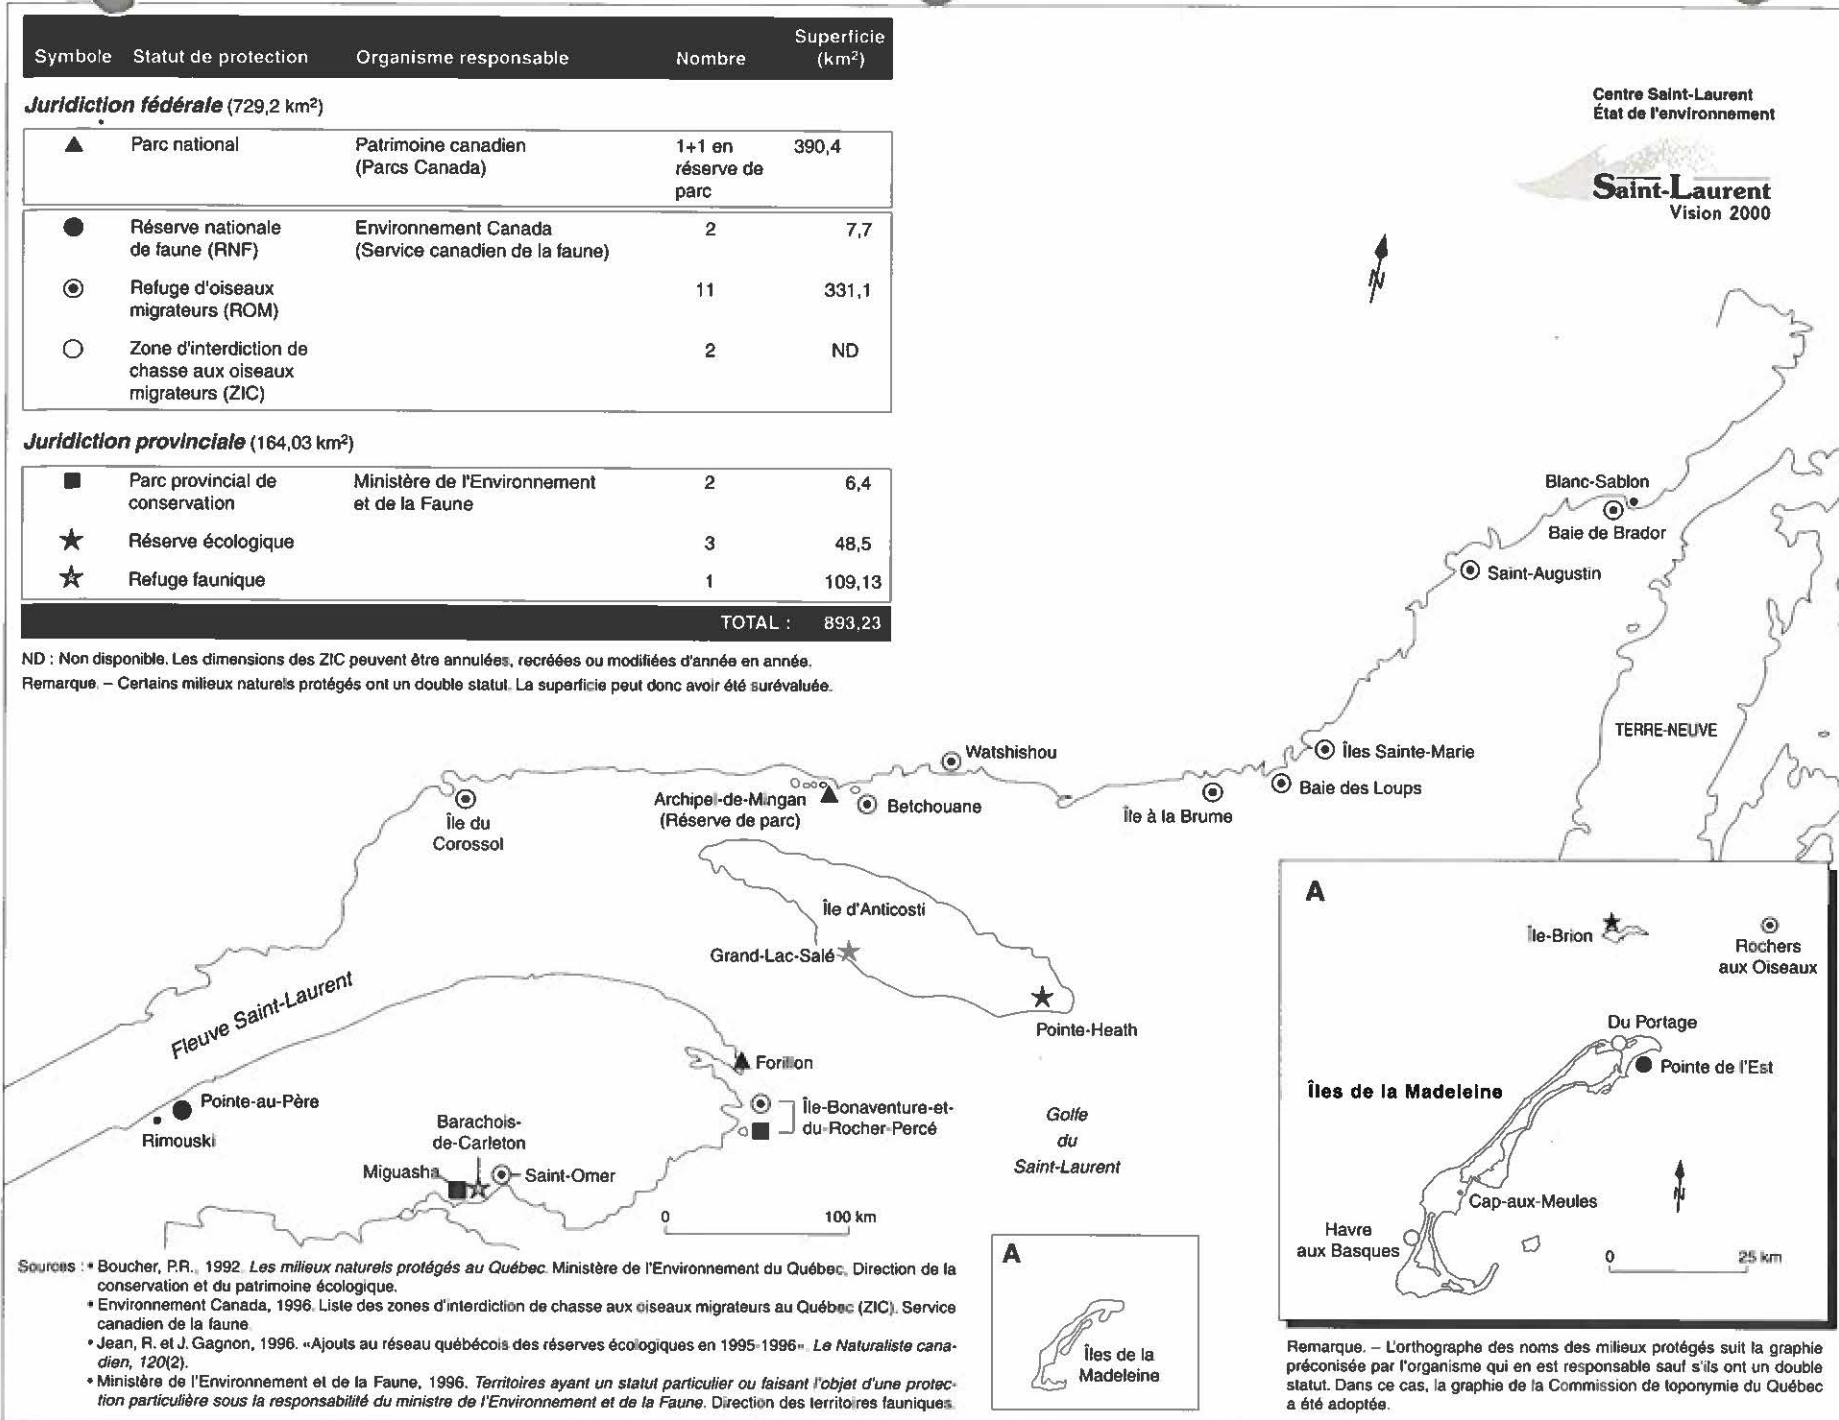 Symbole Statut de protection Organisme responsable Nombre Superficie (km²)
Juridiction fédérale (729,2 km²)
▲ Parc national Patrimoine canadien 1+1 en 390,4
(Parcs Canada) réserve de
parc
● Réserve nationale Environnement Canada 2 7,7
de faune (RNF) (Service canadien de la faune)
Refuge d'oiseaux 11 331,1
migrateurs (ROM)
Zone d'interdiction de 2 ND
chasse aux oiseaux
migrateurs (ZIC)
Juridiction provinciale (164,03 km²)
Parc provincial de Ministère de l'Environnement 2 6,4
conservation et de la Faune
Réserve écologique 3 48,5
Refuge faunique 1 109,13
TOTAL : 893,23
ND : Non disponible. Les dimensions des ZIC peuvent être annulées, recréées ou modifiées d'année en année.
Remarque. – Certains milieux naturels protégés ont un double statut. La superficie peut donc avoir été surévaluée.
Centre Saint-Laurent
État de l'environnement
Saint-Laurent
Vision 2000
N
Blanc-Sablon
Baie de Brador
Saint-Augustin
TERRE-NEUVE
Îles Sainte-Marie
Baie des Loups
Île à la Brume
Watshishou
Betchouane
Archipel-de-Mingan
(Réserve de parc)
Île du
Corossol
Île d'Anticosti
Grand-Lac-Salé
Pointe-Heath
Fleuve Saint-Laurent
Forillon
Pointe-au-Père
Rimouski
Île-Bonaventure-et-
du-Rocher-Percé
Barachois-
de-Carleton
Miguasha
Saint-Omer
Golfe
du
Saint-Laurent
0 100 km
A
Îles de la
Madeleine
A
Île-Brion
Rochers
aux Oiseaux
Du Portage
Pointe de l'Est
Îles de la Madeleine
Cap-aux-Meules
Havre
aux Basques
N
0 25 km
Sources : • Boucher, P.R., 1992. Les milieux naturels protégés au Québec. Ministère de l'Environnement du Québec, Direction de la
conservation et du patrimoine écologique.
• Environnement Canada, 1996. Liste des zones d'interdiction de chasse aux oiseaux migrateurs au Québec (ZIC). Service
canadien de la faune.
• Jean, R. et J. Gagnon, 1996. «Ajouts au réseau québécois des réserves écologiques en 1995-1996». Le Naturaliste cana-
dien, 120(2).
• Ministère de l'Environnement et de la Faune, 1996. Territoires ayant un statut particulier ou faisant l'objet d'une protec-
tion particulière sous la responsabilité du ministre de l'Environnement et de la Faune. Direction des territoires fauniques.
Remarque. – L'orthographe des noms des milieux protégés suit la graphie
préconisée par l'organisme qui en est responsable sauf s'ils ont un double
statut. Dans ce cas, la graphie de la Commission de toponymie du Québec
a été adoptée.